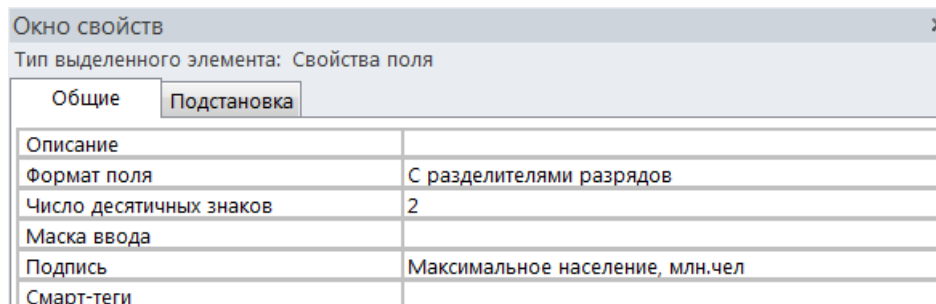 Окно свойств
Тип выделенного элемента: Свойства поля
Общие Подстановка
Описание
Формат поля С разделителями разрядов
Число десятичных знаков 2
Маска ввода
Подпись Максимальное население, млн.чел
Смарт-теги